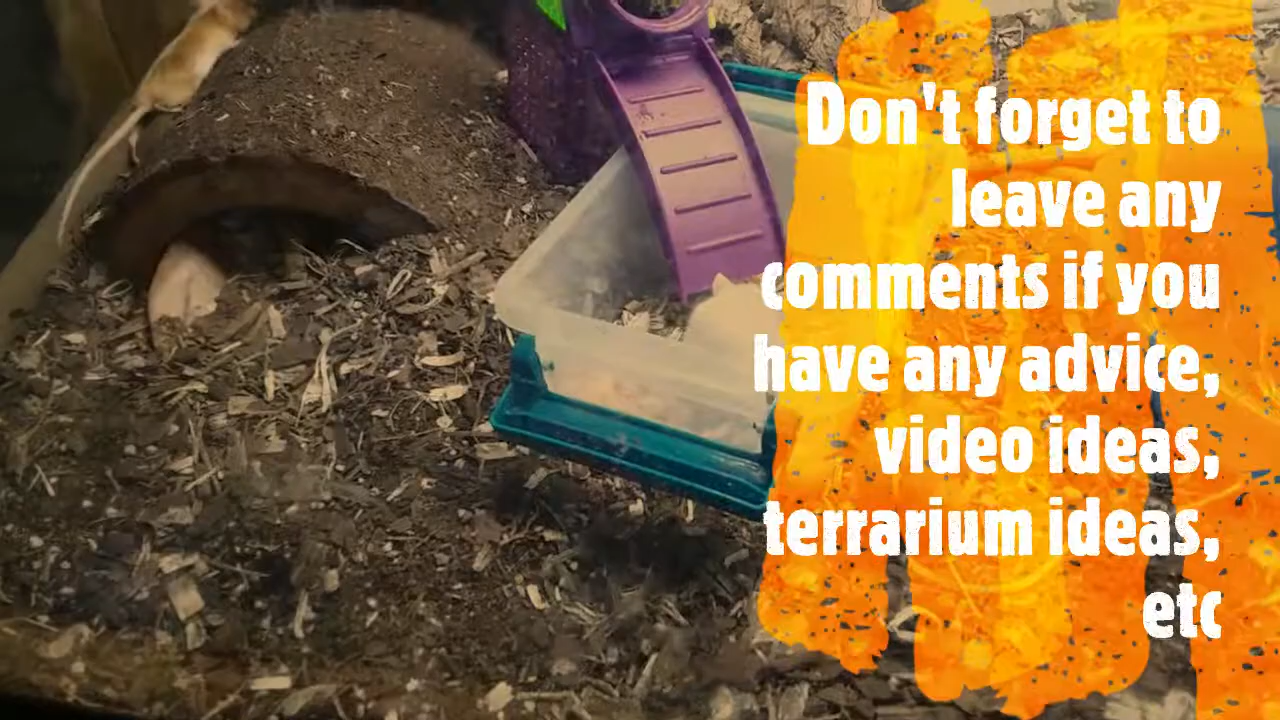 Don't forget to
leave any
comments if you
have any advice,
video ideas,
terrarium ideas,
etc